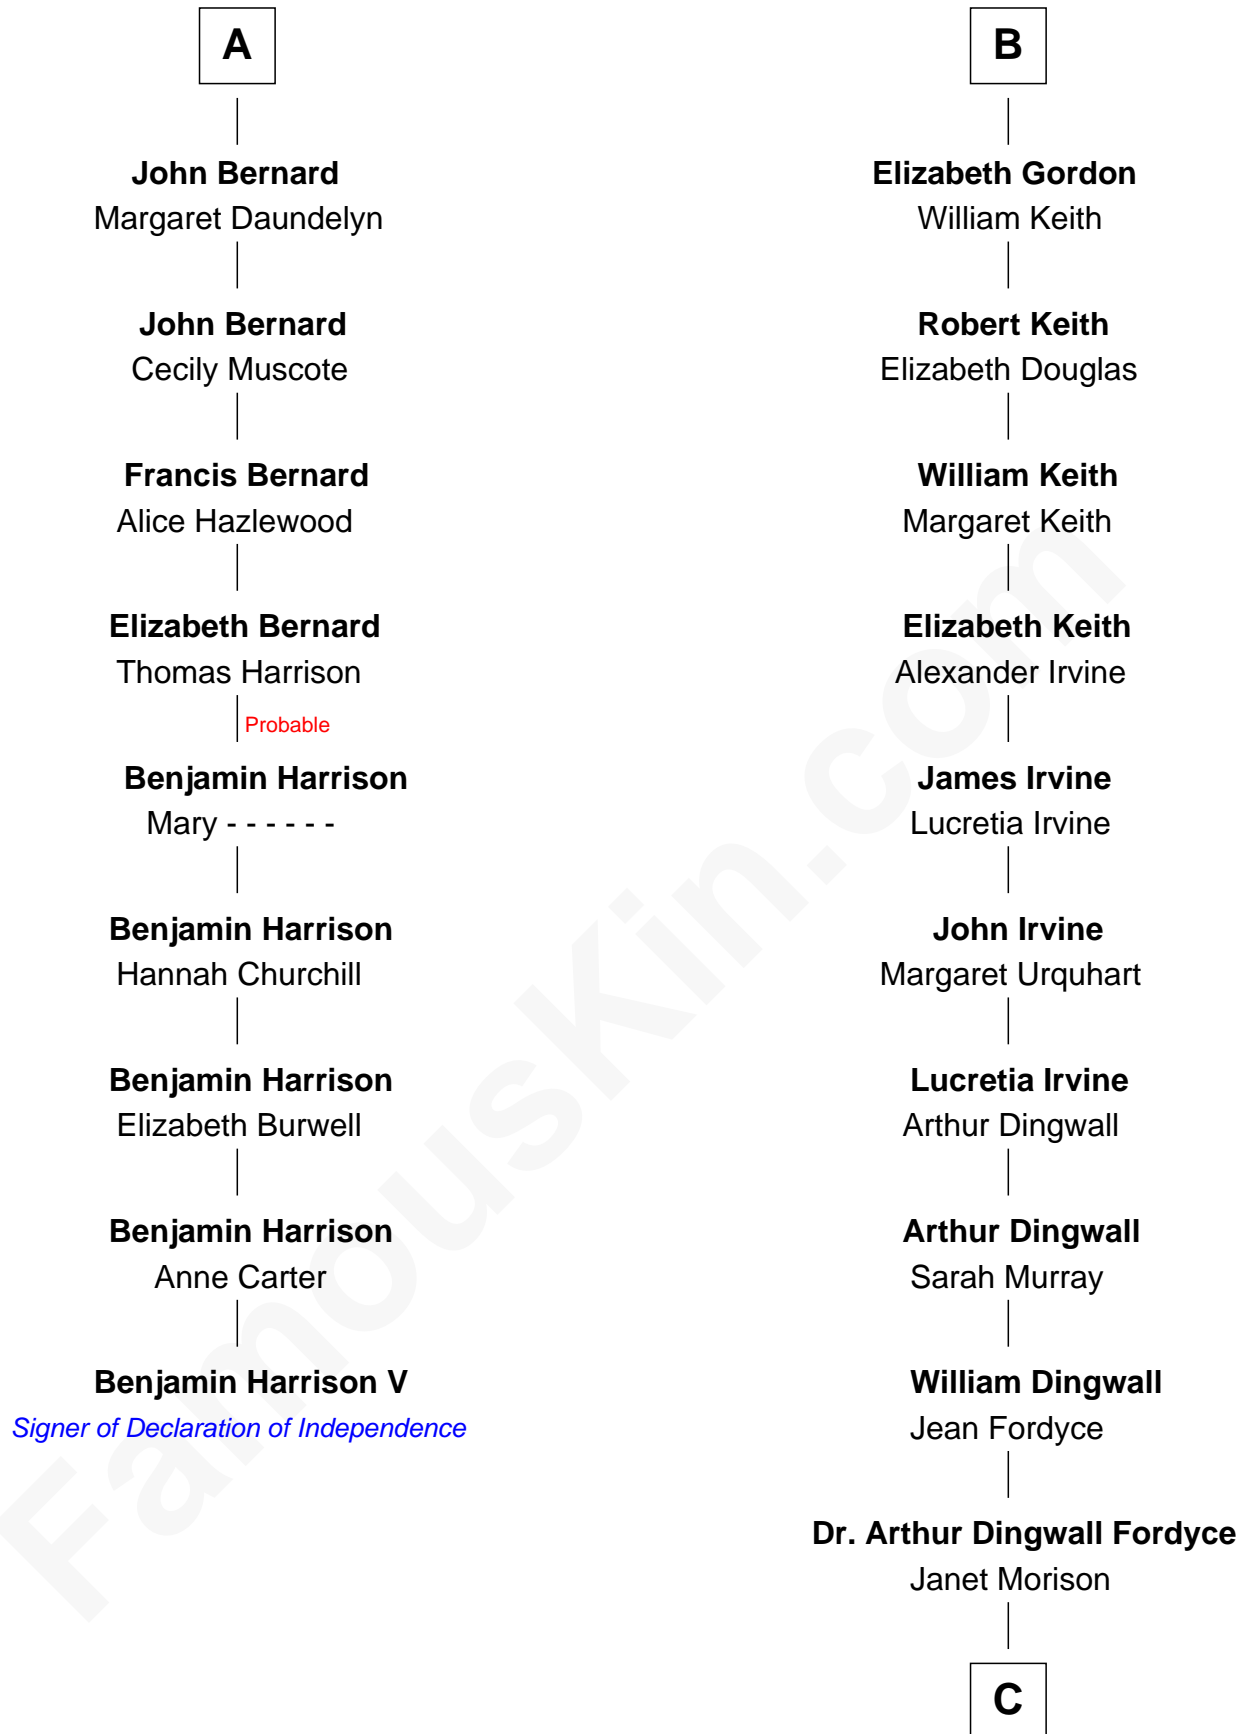 A
John Bernard
Margaret Daundelyn
John Bernard
Cecily Muscote
Francis Bernard
Alice Hazlewood
Elizabeth Bernard
Thomas Harrison
Probable
Benjamin Harrison
Mary - - - - - -
Benjamin Harrison
Hannah Churchill
Benjamin Harrison
Elizabeth Burwell
Benjamin Harrison
Anne Carter
Benjamin Harrison V
Signer of Declaration of Independence
B
Elizabeth Gordon
William Keith
Robert Keith
Elizabeth Douglas
William Keith
Margaret Keith
Elizabeth Keith
Alexander Irvine
James Irvine
Lucretia Irvine
John Irvine
Margaret Urquhart
Lucretia Irvine
Arthur Dingwall
Arthur Dingwall
Sarah Murray
William Dingwall
Jean Fordyce
Dr. Arthur Dingwall Fordyce
Janet Morison
C
FamousKin.com